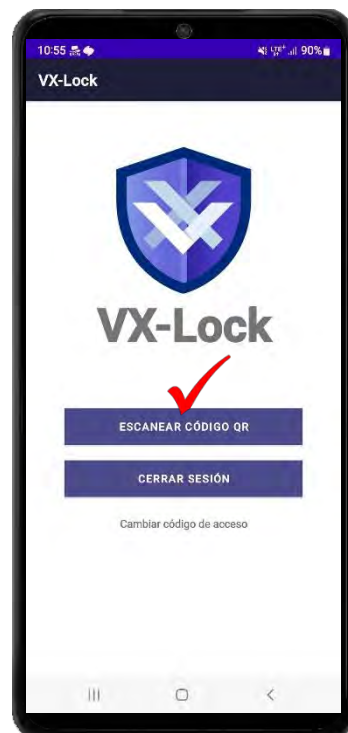 10:55
90%
VX-Lock
VX-Lock
ESCANEAR CÓDIGO QR
CERRAR SESIÓN
Cambiar código de acceso